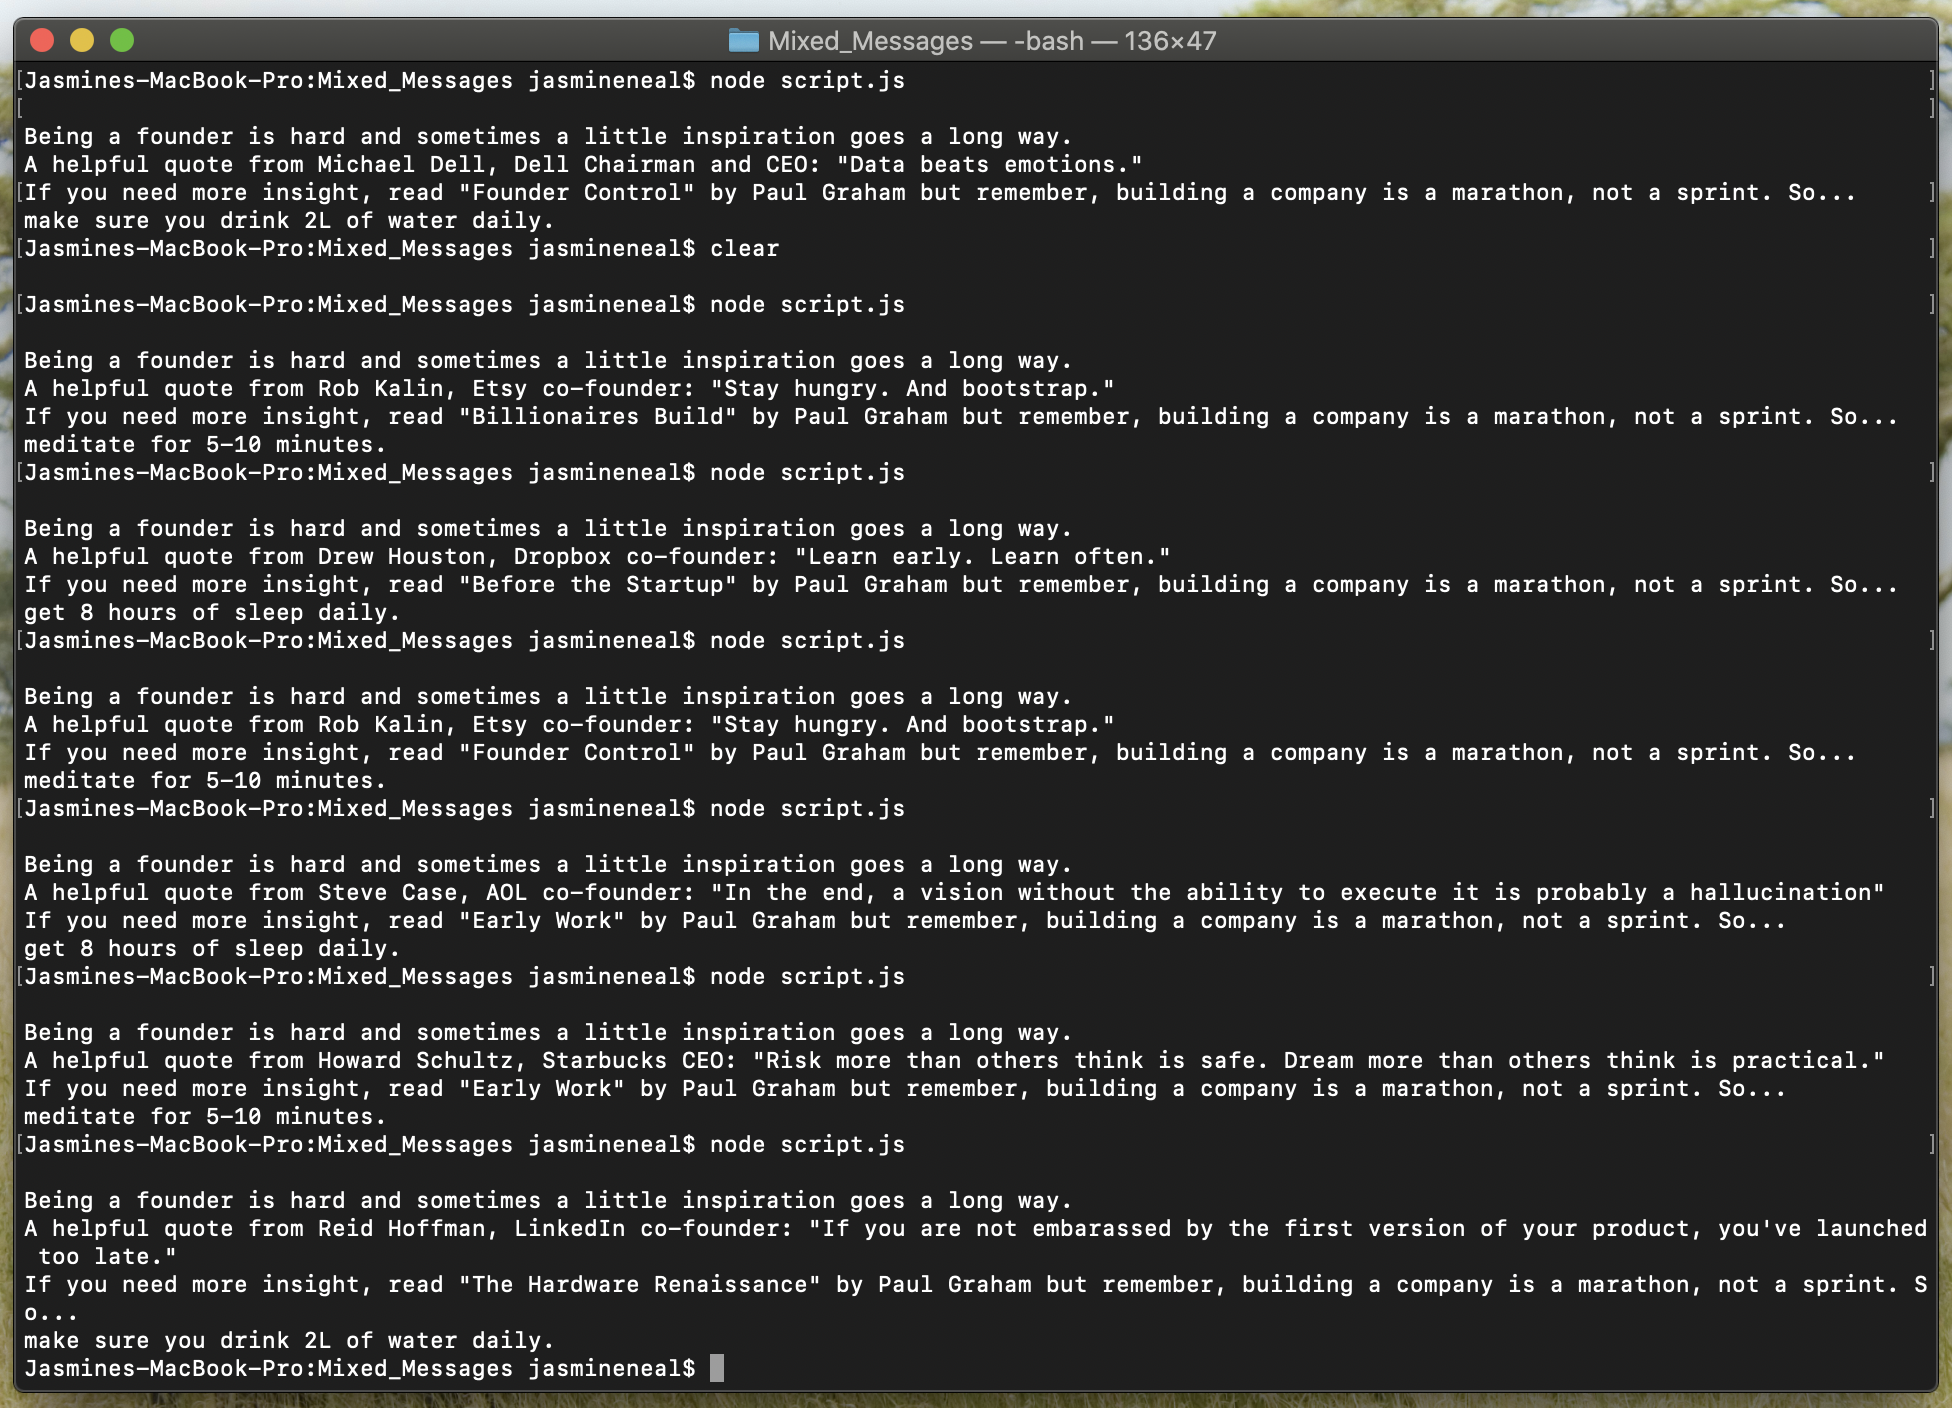 Mixed_Messages — -bash — 136×47
[Jasmines-MacBook-Pro:Mixed_Messages jasmineneal$ node script.js ]
[ ]
Being a founder is hard and sometimes a little inspiration goes a long way.
A helpful quote from Michael Dell, Dell Chairman and CEO: "Data beats emotions."
[If you need more insight, read "Founder Control" by Paul Graham but remember, building a company is a marathon, not a sprint. So... ]
make sure you drink 2L of water daily.
[Jasmines-MacBook-Pro:Mixed_Messages jasmineneal$ clear ]
[Jasmines-MacBook-Pro:Mixed_Messages jasmineneal$ node script.js ]
Being a founder is hard and sometimes a little inspiration goes a long way.
A helpful quote from Rob Kalin, Etsy co-founder: "Stay hungry. And bootstrap."
If you need more insight, read "Billionaires Build" by Paul Graham but remember, building a company is a marathon, not a sprint. So...
meditate for 5-10 minutes.
[Jasmines-MacBook-Pro:Mixed_Messages jasmineneal$ node script.js ]
Being a founder is hard and sometimes a little inspiration goes a long way.
A helpful quote from Drew Houston, Dropbox co-founder: "Learn early. Learn often."
If you need more insight, read "Before the Startup" by Paul Graham but remember, building a company is a marathon, not a sprint. So...
get 8 hours of sleep daily.
[Jasmines-MacBook-Pro:Mixed_Messages jasmineneal$ node script.js ]
Being a founder is hard and sometimes a little inspiration goes a long way.
A helpful quote from Rob Kalin, Etsy co-founder: "Stay hungry. And bootstrap."
If you need more insight, read "Founder Control" by Paul Graham but remember, building a company is a marathon, not a sprint. So...
meditate for 5-10 minutes.
[Jasmines-MacBook-Pro:Mixed_Messages jasmineneal$ node script.js ]
Being a founder is hard and sometimes a little inspiration goes a long way.
A helpful quote from Steve Case, AOL co-founder: "In the end, a vision without the ability to execute it is probably a hallucination"
If you need more insight, read "Early Work" by Paul Graham but remember, building a company is a marathon, not a sprint. So...
get 8 hours of sleep daily.
[Jasmines-MacBook-Pro:Mixed_Messages jasmineneal$ node script.js ]
Being a founder is hard and sometimes a little inspiration goes a long way.
A helpful quote from Howard Schultz, Starbucks CEO: "Risk more than others think is safe. Dream more than others think is practical."
If you need more insight, read "Early Work" by Paul Graham but remember, building a company is a marathon, not a sprint. So...
meditate for 5-10 minutes.
[Jasmines-MacBook-Pro:Mixed_Messages jasmineneal$ node script.js ]
Being a founder is hard and sometimes a little inspiration goes a long way.
A helpful quote from Reid Hoffman, LinkedIn co-founder: "If you are not embarassed by the first version of your product, you've launched
 too late."
If you need more insight, read "The Hardware Renaissance" by Paul Graham but remember, building a company is a marathon, not a sprint. S
o...
make sure you drink 2L of water daily.
Jasmines-MacBook-Pro:Mixed_Messages jasmineneal$